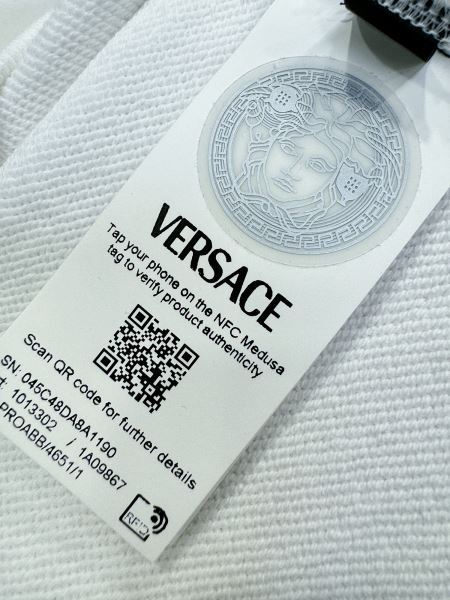 VERSACE
Tap your phone on the NFC Medusa
tag to verify product authenticity
Scan QR code for further details
SN: 045C48DA8A1190
1013302 / 1A09867
PROABB/4651/1
RFID